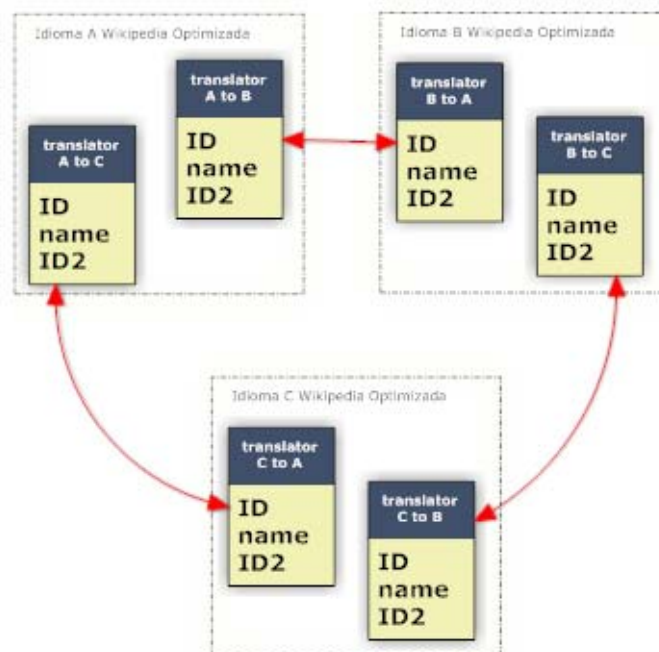 Idioma A Wikipedia Optimizada
translator
A to B
ID
name
ID2
translator
A to C
ID
name
ID2
Idioma B Wikipedia Optimizada
translator
B to A
ID
name
ID2
translator
B to C
ID
name
ID2
Idioma C Wikipedia Optimizada
translator
C to A
ID
name
ID2
translator
C to B
ID
name
ID2